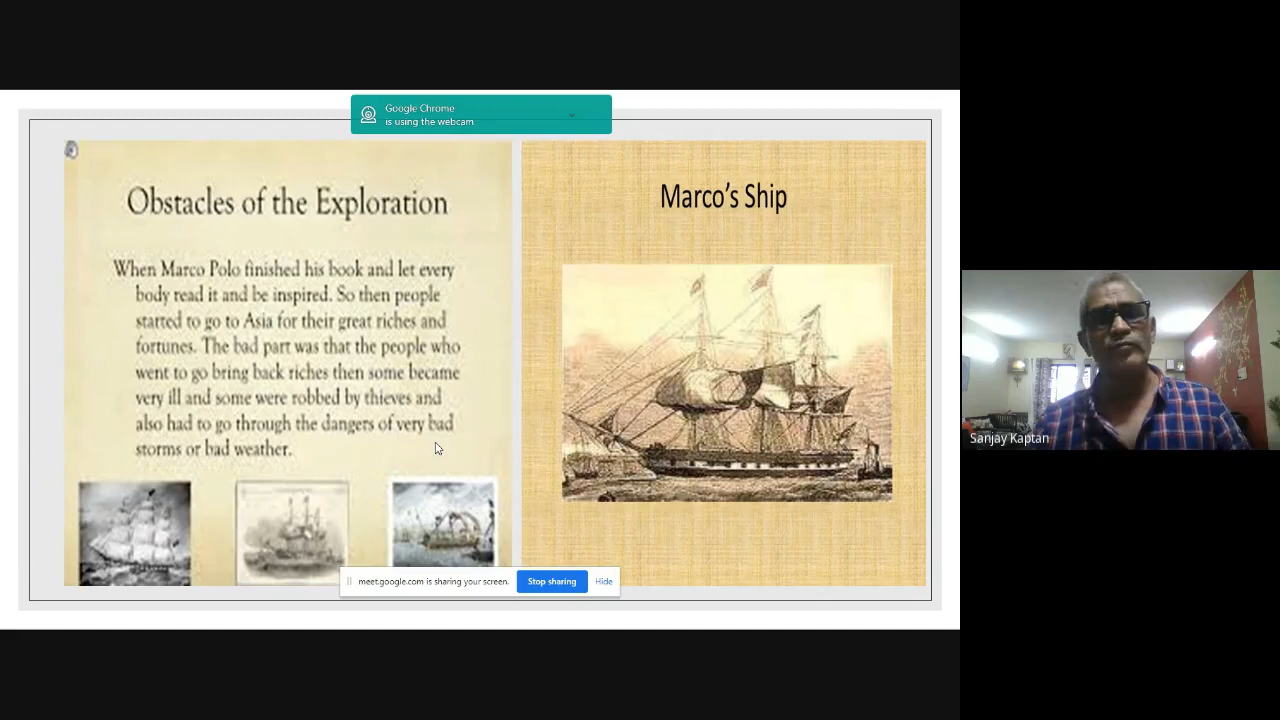 Google Chrome
is using the webcam
Obstacles of the Exploration
When Marco Polo finished his book and let every
body read it and be inspired. So then people
started to go to Asia for their great riches and
fortunes. The bad part was that the people who
went to go bring back riches then some became
very ill and some were robbed by thieves and
also had to go through the dangers of very bad
storms or bad weather.
Marco's Ship
meet.google.com is sharing your screen.
Stop sharing
Hide
Sanjay Kaptan